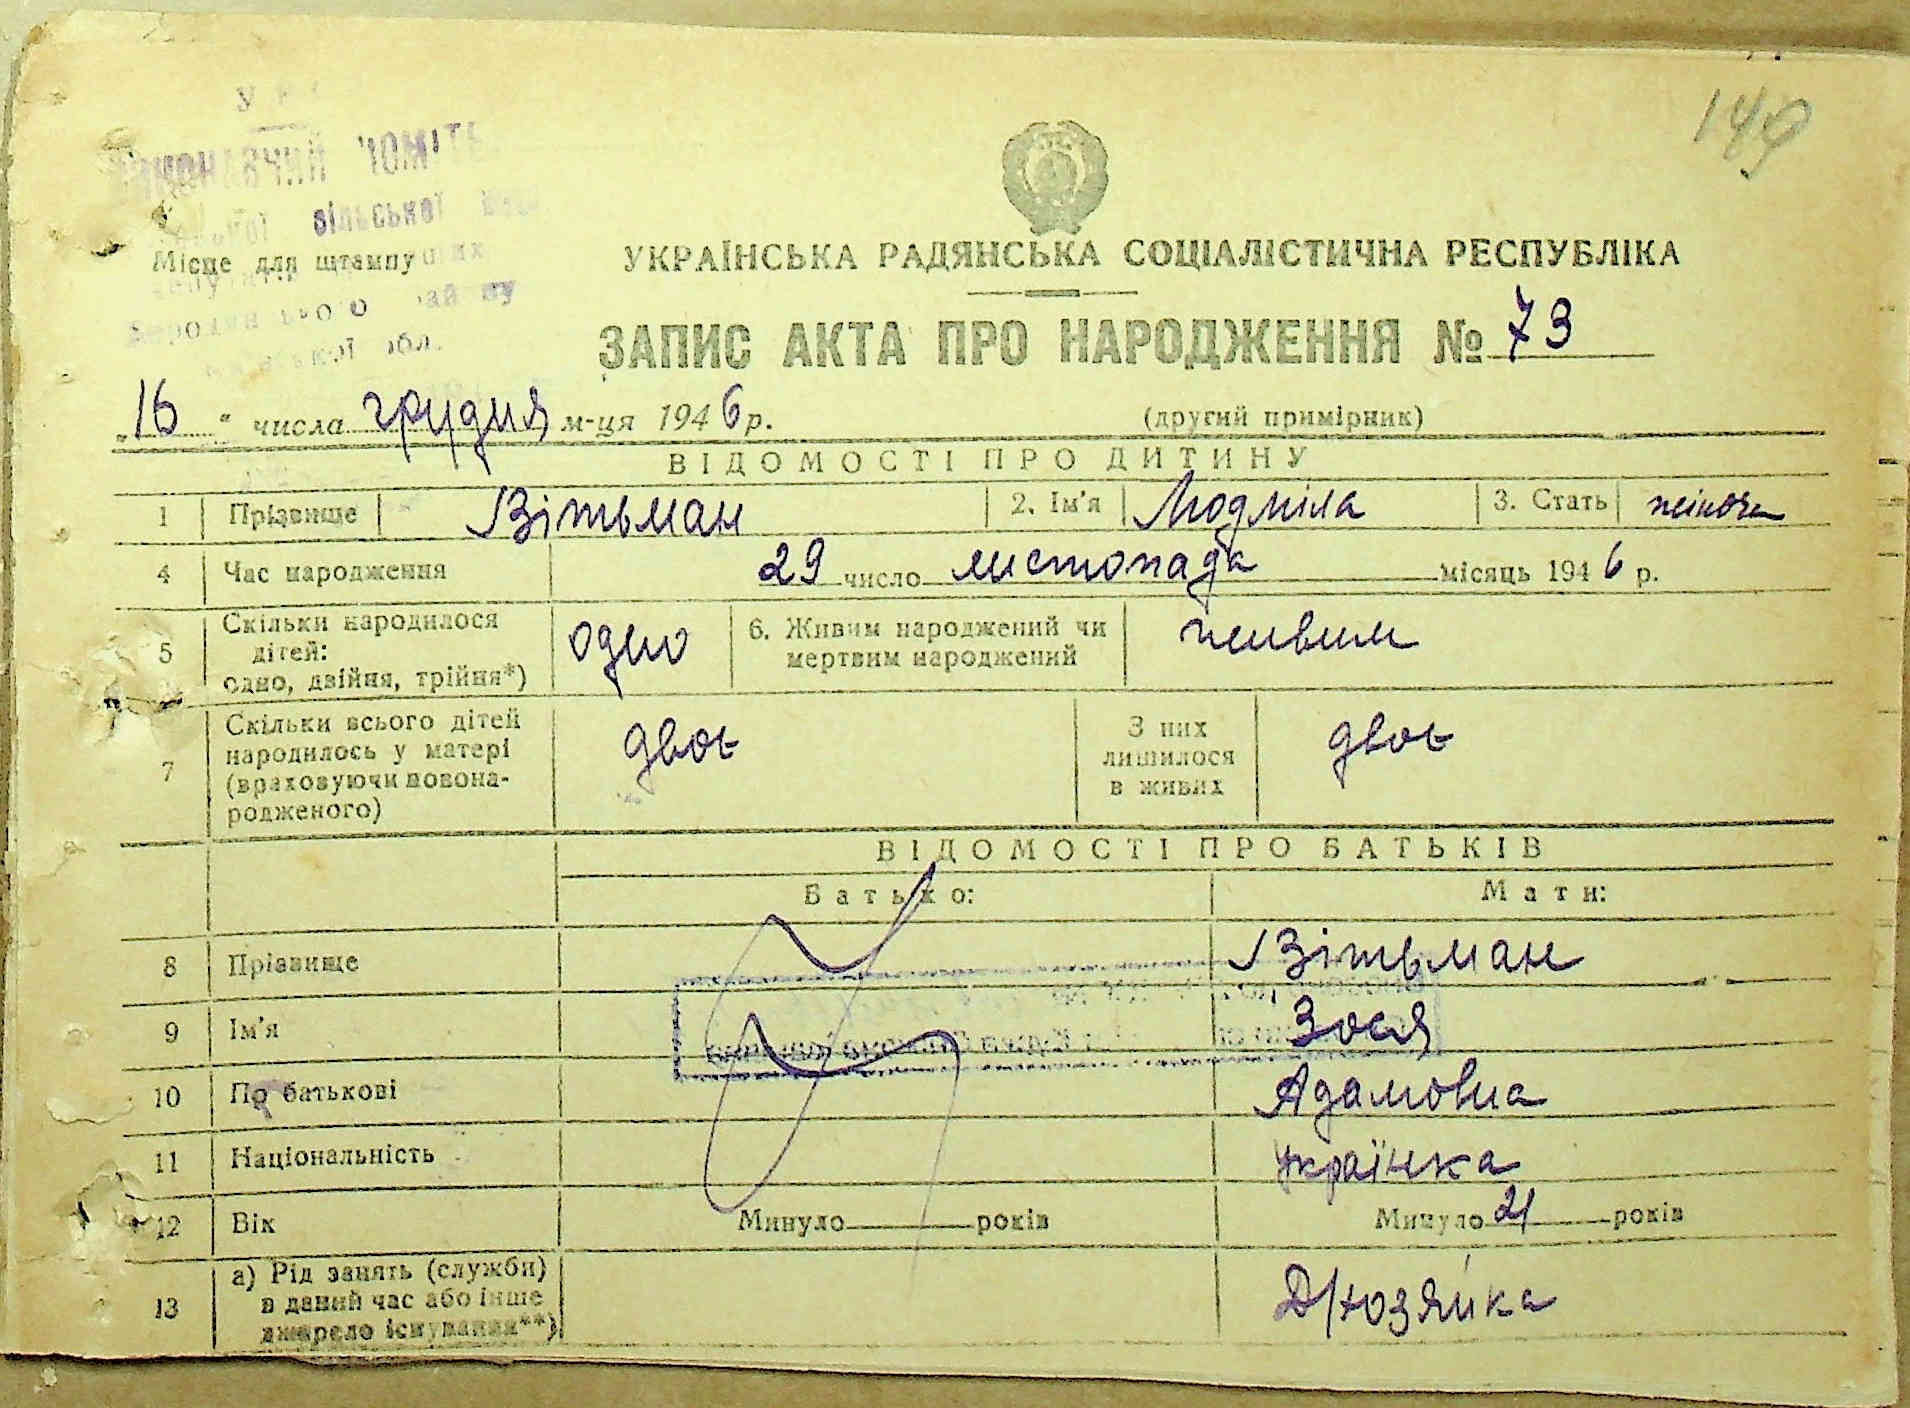 149
Місце для штампу
УКРАЇНСЬКА РАДЯНСЬКА СОЦІАЛІСТИЧНА РЕСПУБЛІКА
ЗАПИС АКТА ПРО НАРОДЖЕННЯ № 73
„16" числа грудня м-ця 1946 р. (другий примірник)
ВІДОМОСТІ ПРО ДИТИНУ
1 Прізвище Вітьман 2. Ім'я Людміла 3. Стать жіноча
4 Час народження 29 число листопада місяць 1946 р.
5 Скільки народилося дітей: одно, двійня, трійня*) одно 6. Живим народжений чи мертвим народжений живим
7 Скільки всього дітей народилось у матері (враховуючи новонародженого) двоє З них лишилося в живих двоє
ВІДОМОСТІ ПРО БАТЬКІВ
Батько: Мати:
8 Прізвище Вітьман
9 Ім'я Зося
10 По батькові Адамовна
11 Національність українка
12 Вік Минуло років Минуло 21 років
13 а) Рід занять (служби) в даний час або інше джерело існування**) Д/хозяйка